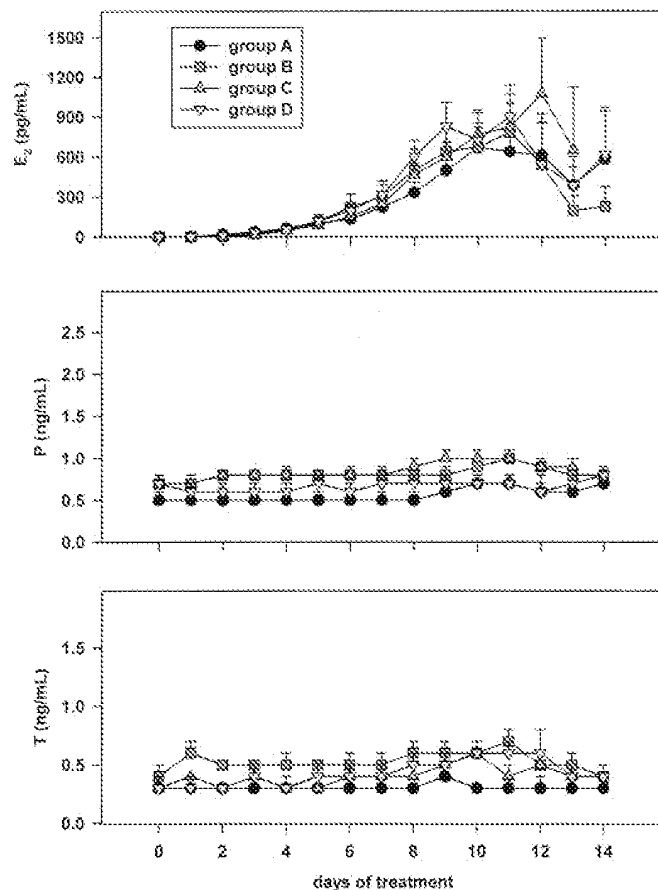 1500
1200
900
600
300
0
E2 (pg/mL)
group A
group B
group C
group D
2.5
2.0
1.5
1.0
0.5
0.0
P (ng/mL)
1.5
1.0
0.5
0.0
T (ng/mL)
0 2 4 6 8 10 12 14
days of treatment